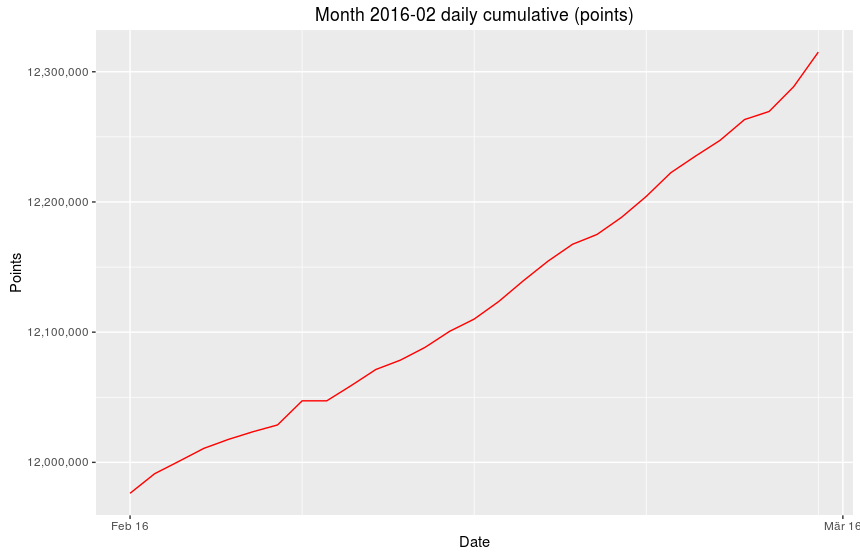 Month 2016-02 daily cumulative (points)
12,300,000
12,200,000
12,100,000
12,000,000
Points
Feb 16
Mär 16
Date